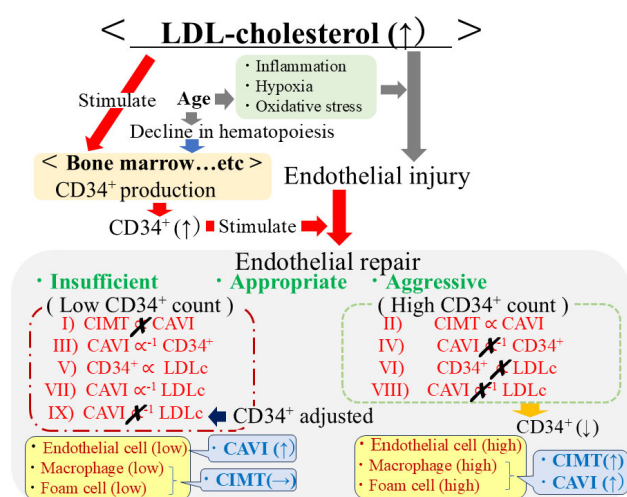 < LDL-cholesterol (↑) >
・Inflammation
・Hypoxia
・Oxidative stress
Stimulate
Age
Decline in hematopoiesis
< Bone marrow…etc >
CD34⁺ production
Endothelial injury
CD34⁺ (↑)
Stimulate
Endothelial repair
・Insufficient ・Appropriate ・Aggressive
( Low CD34⁺ count )
I) CIMT ∝ CAVI
III) CAVI ∝⁻¹ CD34⁺
V) CD34⁺ ∝ LDLc
VII) CAVI ∝⁻¹ LDLc
IX) CAVI ∝⁻¹ LDLc
CD34⁺ adjusted
( High CD34⁺ count )
II) CIMT ∝ CAVI
IV) CAVI ∝⁻¹ CD34⁺
VI) CD34⁺ ∝ LDLc
VIII) CAVI ∝⁻¹ LDLc
CD34⁺ (↓)
• Endothelial cell (low)
• Macrophage (low)
• Foam cell (low)
・CAVI (↑)
・CIMT(→)
• Endothelial cell (high)
• Macrophage (high)
• Foam cell (high)
・CIMT(↑)
・CAVI (↑)